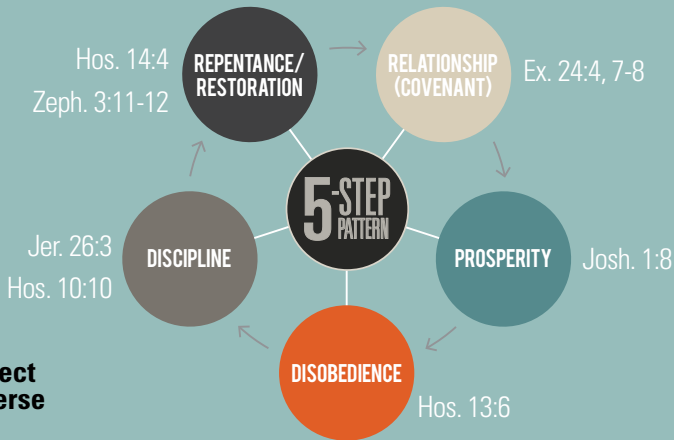 Hos. 14:4
Zeph. 3:11-12
REPENTANCE/
RESTORATION
RELATIONSHIP
(COVENANT)
Ex. 24:4, 7-8
5-STEP
PATTERN
Jer. 26:3
Hos. 10:10
DISCIPLINE
PROSPERITY
Josh. 1:8
DISOBEDIENCE
Hos. 13:6